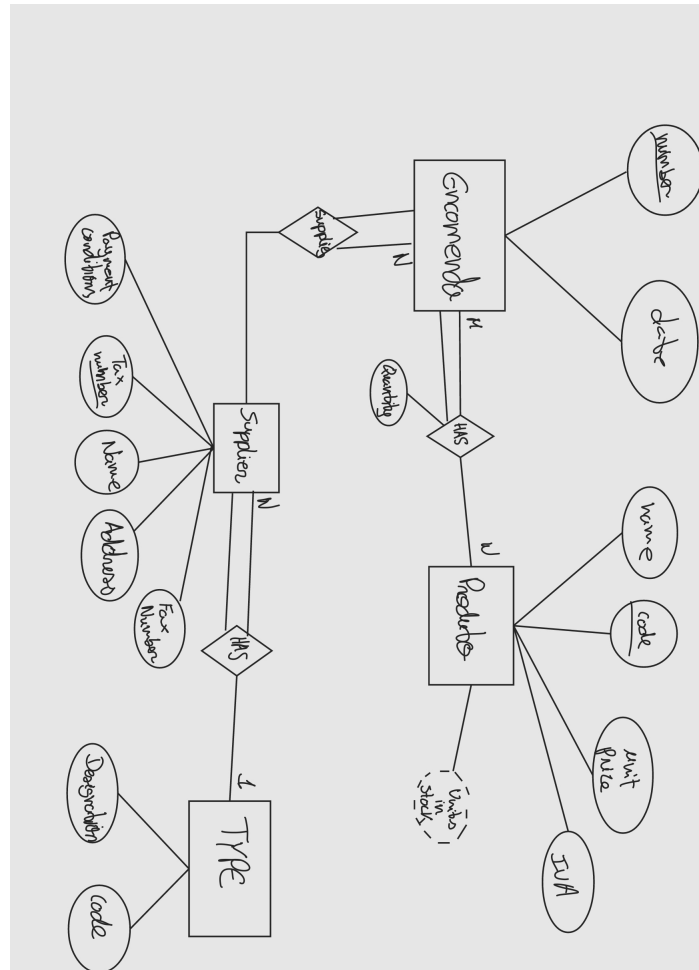 number
date
name
code
unit
price
IVA
Encomenda
M
N
Produto
HAS
N
Quantity
Units
in
stock
Supplies
Supplier
N
HAS
1
TYPE
Payment
conditions
Tax
number
Name
Address
Fax
Number
Designation
code